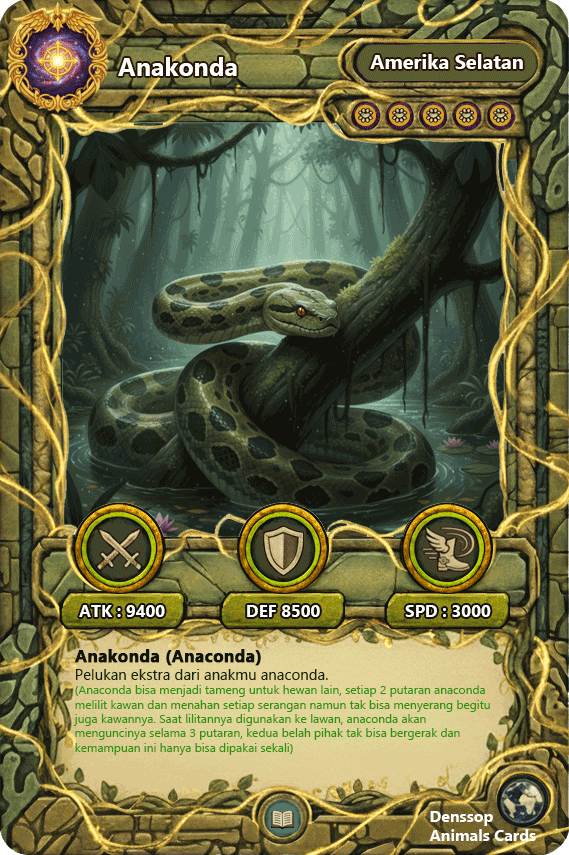 Anakonda
Amerika Selatan
ATK : 9400
DEF 8500
SPD : 3000
Anakonda (Anaconda)
Pelukan ekstra dari anakmu anaconda.
(Anaconda bisa menjadi tameng untuk hewan lain, setiap 2 putaran anaconda
melilit kawan dan menahan setiap serangan namun tak bisa menyerang begitu
juga kawannya. Saat lilitannya digunakan ke lawan, anaconda akan
menguncinya selama 3 putaran, kedua belah pihak tak bisa bergerak dan
kemampuan ini hanya bisa dipakai sekali)
Denssop
Animals Cards